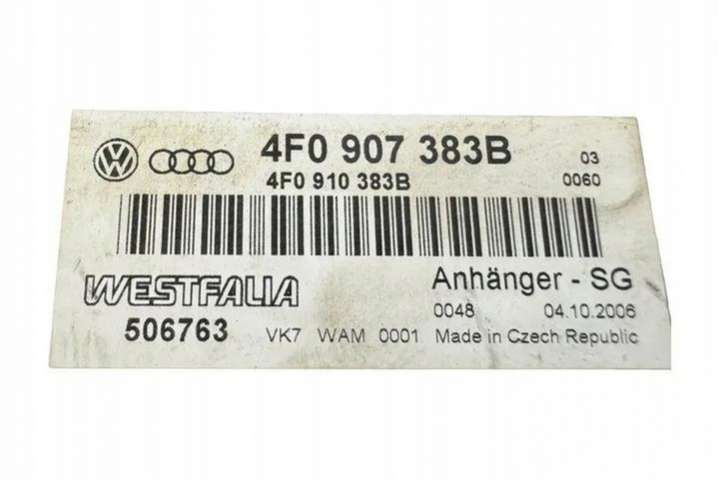 4F0 907 383B 03
4F0 910 383B 0060
WESTFALIA Anhänger - SG
0048 04.10.2006
506763 VK7 WAM 0001 Made in Czech Republic